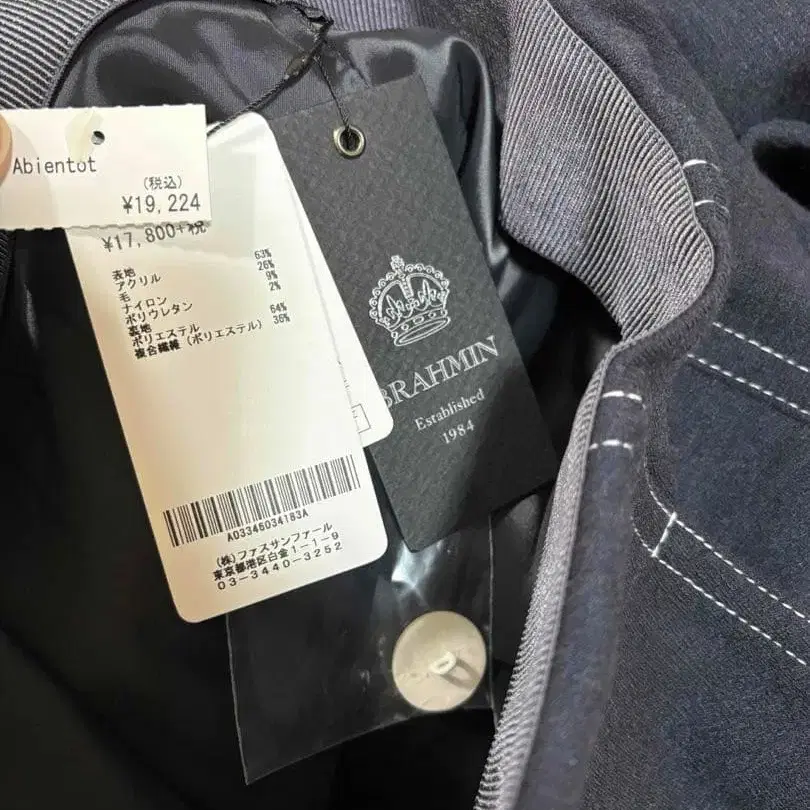 Abientot
(税込)
¥19,224
¥17,800+税
表地
アクリル 63%
毛 26%
ナイロン 9%
ポリウレタン 2%
裏地
ポリエステル 64%
複合繊維(ポリエステル) 36%
A03346034183A
(株)ファスサンファール
東京都港区白金1-1-9
03-3440-3252
BRAHMIN
Established
1984